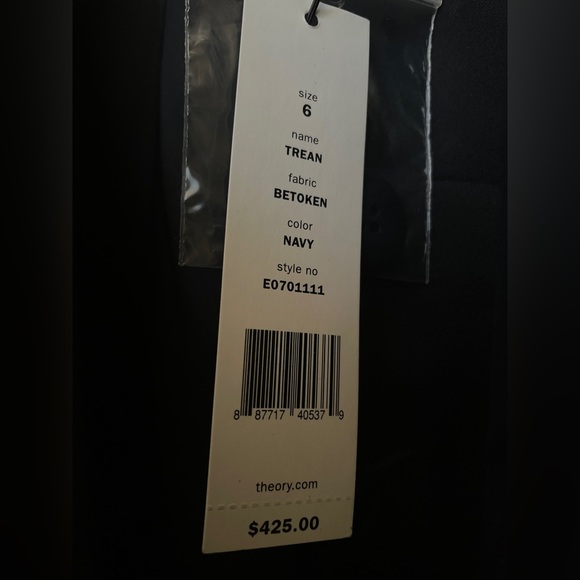 size
6
name
TREAN
fabric
BETOKEN
color
NAVY
style no
E0701111
8 87717 40537 9
theory.com
$425.00